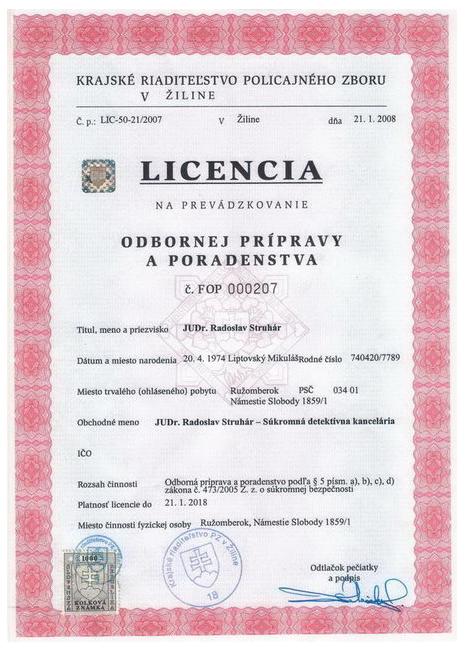 KRAJSKÉ RIADITEĽSTVO POLICAJNÉHO ZBORU
V ŽILINE
Č. p.: LIC-50-21/2007 V Žiline dňa 21. 1. 2008
LICENCIA
NA PREVÁDZKOVANIE
ODBORNEJ PRÍPRAVY
A PORADENSTVA
č. FOP 000207
Titul, meno a priezvisko JUDr. Radoslav Struhár
Dátum a miesto narodenia 20. 4. 1974 Liptovský Mikuláš Rodné číslo 740420/7789
Miesto trvalého (ohláseného) pobytu Ružomberok PSČ 034 01
Námestie Slobody 1859/1
Obchodné meno JUDr. Radoslav Struhár – Súkromná detektívna kancelária
IČO
Rozsah činnosti Odborná príprava a poradenstvo podľa § 5 písm. a), b), c), d)
zákona č. 473/2005 Z. z. o súkromnej bezpečnosti
Platnosť licencie do 21. 1. 2018
Miesto činnosti fyzickej osoby Ružomberok, Námestie Slobody 1859/1
Krajské riaditeľstvo PZ v Žiline
18
1000
KOLKOVÁ
ZNÁMKA
Odtlačok pečiatky
a podpis